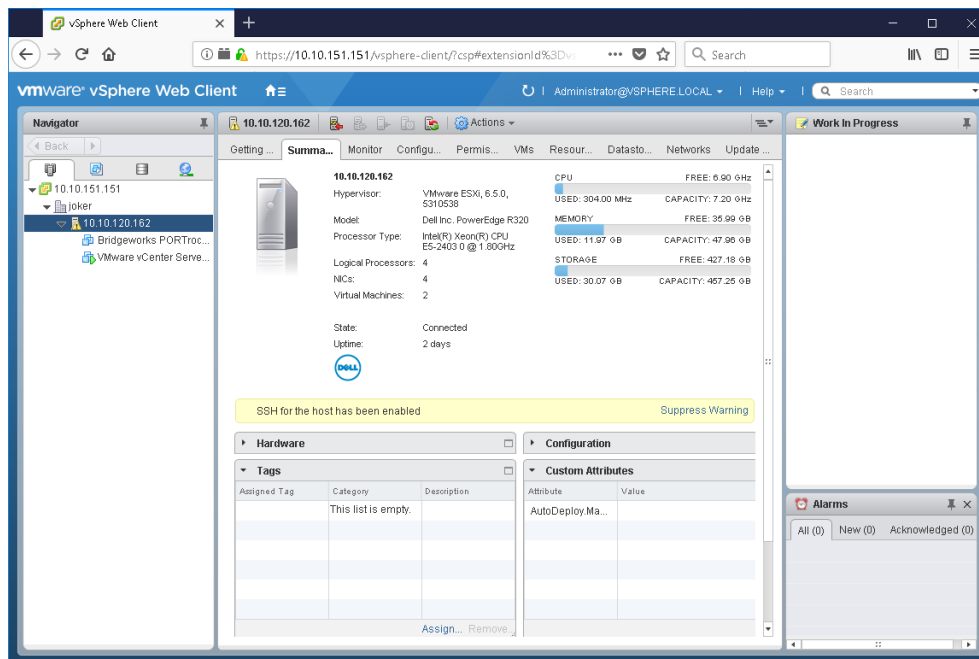 vSphere Web Client
https://10.10.151.151/vsphere-client/?csp#extensionId%3Dvs
Search
vmware® vSphere Web Client
Administrator@VSPHERE.LOCAL
Help
Search
Navigator
Back
10.10.151.151
joker
10.10.120.162
Bridgeworks PORTroc...
VMware vCenter Serve...
10.10.120.162
Actions
Getting ... Summa... Monitor Configu... Permis... VMs Resour... Datasto... Networks Update ...
10.10.120.162
Hypervisor: VMware ESXi, 6.5.0,
5310538
Model: Dell Inc. PowerEdge R320
Processor Type: Intel(R) Xeon(R) CPU
E5-2403 0 @ 1.80GHz
Logical Processors: 4
NICs: 4
Virtual Machines: 2
State: Connected
Uptime: 2 days
DELL
CPU FREE: 6.90 GHz
USED: 304.00 MHz CAPACITY: 7.20 GHz
MEMORY FREE: 35.99 GB
USED: 11.97 GB CAPACITY: 47.96 GB
STORAGE FREE: 427.18 GB
USED: 30.07 GB CAPACITY: 457.25 GB
SSH for the host has been enabled Suppress Warning
Hardware
Configuration
Tags
Assigned Tag Category Description
This list is empty.
Assign... Remove...
Custom Attributes
Attribute Value
AutoDeploy.Ma...
Work In Progress
Alarms
All (0) New (0) Acknowledged (0)